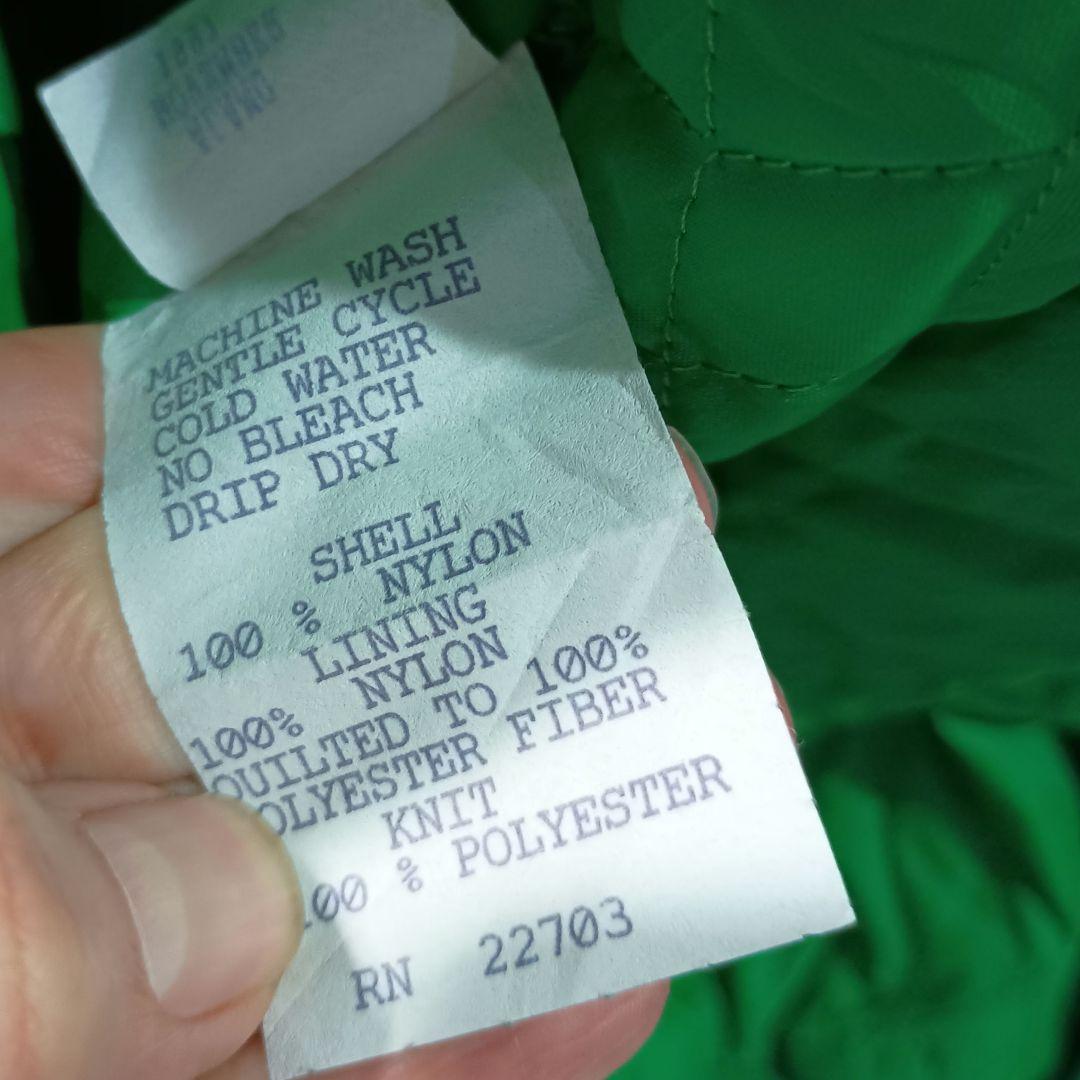 MACHINE WASH
GENTLE CYCLE
COLD WATER
NO BLEACH
DRIP DRY
SHELL
100 % NYLON
LINING
100% NYLON
QUILTED TO 100%
POLYESTER FIBER
KNIT
100 % POLYESTER
RN 22703